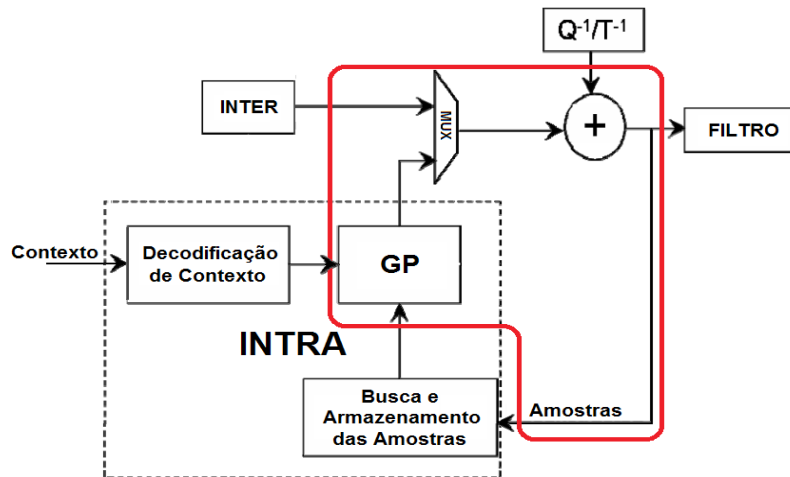 Q⁻¹/T⁻¹
INTER
MUX
+
FILTRO
Contexto
Decodificação
de Contexto
GP
INTRA
Busca e
Armazenamento
das Amostras
Amostras